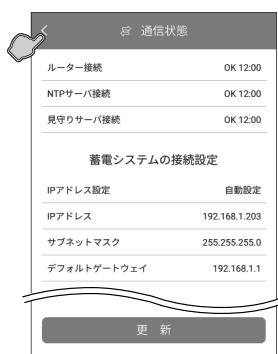 通信状態
ルーター接続 OK 12:00
NTPサーバ接続 OK 12:00
見守りサーバ接続 OK 12:00
蓄電システムの接続設定
IPアドレス設定 自動設定
IPアドレス 192.168.1.203
サブネットマスク 255.255.255.0
デフォルトゲートウェイ 192.168.1.1
更 新